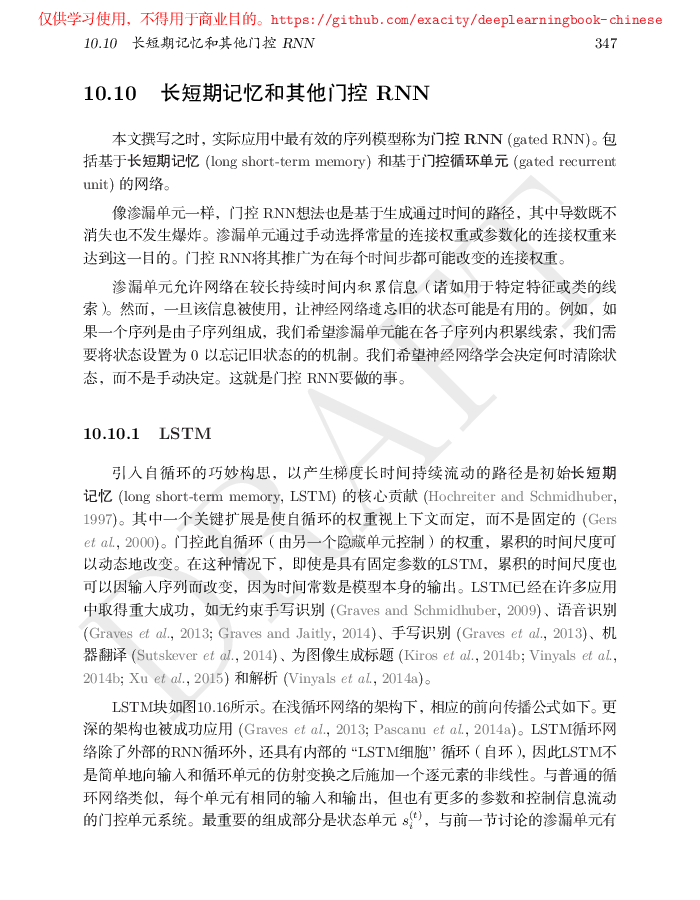 仅供学习使用，不得用于商业目的。https://github.com/exacity/deeplearningbook-chinese
10.10 长短期记忆和其他门控 RNN 347
10.10 长短期记忆和其他门控 RNN
本文撰写之时，实际应用中最有效的序列模型称为门控 RNN (gated RNN)。包
括基于长短期记忆 (long short-term memory) 和基于门控循环单元 (gated recurrent
unit) 的网络。
像渗漏单元一样，门控 RNN想法也是基于生成通过时间的路径，其中导数既不
消失也不发生爆炸。渗漏单元通过手动选择常量的连接权重或参数化的连接权重来
达到这一目的。门控 RNN将其推广为在每个时间步都可能改变的连接权重。
渗漏单元允许网络在较长持续时间内积累信息（诸如用于特定特征或类的线
索）。然而，一旦该信息被使用，让神经网络遗忘旧的状态可能是有用的。例如，如
果一个序列是由子序列组成，我们希望渗漏单元能在各子序列内积累线索，我们需
要将状态设置为 0 以忘记旧状态的的机制。我们希望神经网络学会决定何时清除状
态，而不是手动决定。这就是门控 RNN要做的事。
10.10.1 LSTM
引入自循环的巧妙构思，以产生梯度长时间持续流动的路径是初始长短期
记忆 (long short-term memory, LSTM) 的核心贡献 (Hochreiter and Schmidhuber,
1997)。其中一个关键扩展是使自循环的权重视上下文而定，而不是固定的 (Gers
et al., 2000)。门控此自循环（由另一个隐藏单元控制）的权重，累积的时间尺度可
以动态地改变。在这种情况下，即使是具有固定参数的LSTM，累积的时间尺度也
可以因输入序列而改变，因为时间常数是模型本身的输出。LSTM已经在许多应用
中取得重大成功，如无约束手写识别 (Graves and Schmidhuber, 2009)、语音识别
(Graves et al., 2013; Graves and Jaitly, 2014)、手写识别 (Graves et al., 2013)、机
器翻译 (Sutskever et al., 2014)、为图像生成标题 (Kiros et al., 2014b; Vinyals et al.,
2014b; Xu et al., 2015) 和解析 (Vinyals et al., 2014a)。
LSTM块如图10.16所示。在浅循环网络的架构下，相应的前向传播公式如下。更
深的架构也被成功应用 (Graves et al., 2013; Pascanu et al., 2014a)。LSTM循环网
络除了外部的RNN循环外，还具有内部的 “LSTM细胞’’ 循环（自环），因此LSTM不
是简单地向输入和循环单元的仿射变换之后施加一个逐元素的非线性。与普通的循
环网络类似，每个单元有相同的输入和输出，但也有更多的参数和控制信息流动
的门控单元系统。最重要的组成部分是状态单元 s_i^(t)，与前一节讨论的渗漏单元有
DRAFT